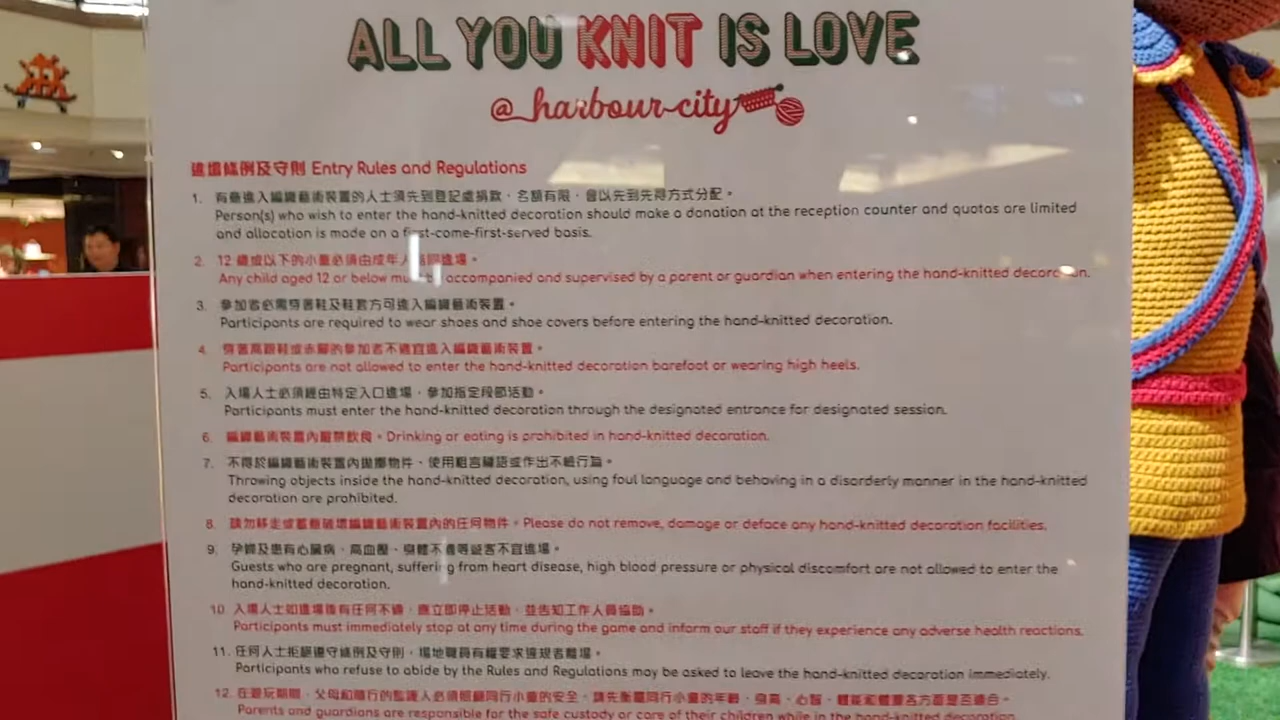 ALL YOU KNIT IS LOVE
@harbour city
進場條例及守則 Entry Rules and Regulations
1. 有意進入編織藝術裝置的人士須先到登記處捐款，名額有限，會以先到先得方式分配。
Person(s) who wish to enter the hand-knitted decoration should make a donation at the reception counter and quotas are limited
and allocation is made on a first-come-first-served basis.
2. 12 歲或以下的小童必須由成年人陪同進場。
Any child aged 12 or below must be accompanied and supervised by a parent or guardian when entering the hand-knitted decoration.
3. 參加者必需穿著鞋及鞋套方可進入編織藝術裝置。
Participants are required to wear shoes and shoe covers before entering the hand-knitted decoration.
4. 穿著高跟鞋或赤腳的參加者不適宜進入編織藝術裝置。
Participants are not allowed to enter the hand-knitted decoration barefoot or wearing high heels.
5. 入場人士必須經由特定入口進場，參加指定段節活動。
Participants must enter the hand-knitted decoration through the designated entrance for designated session.
6. 編織藝術裝置內嚴禁飲食。Drinking or eating is prohibited in hand-knitted decoration.
7. 不得於編織藝術裝置內拋擲物件、使用粗言穢語或作出不檢行為。
Throwing objects inside the hand-knitted decoration, using foul language and behaving in a disorderly manner in the hand-knitted
decoration are prohibited.
8. 請勿移走或蓄意破壞編織藝術裝置內的任何物件。Please do not remove, damage or deface any hand-knitted decoration facilities.
9. 孕婦及患有心臟病、高血壓、身體不適等遊客不宜進場。
Guests who are pregnant, suffering from heart disease, high blood pressure or physical discomfort are not allowed to enter the
hand-knitted decoration.
10. 入場人士如進場後有任何不適，應立即停止活動，並告知工作人員協助。
Participants must immediately stop at any time during the game and inform our staff if they experience any adverse health reactions.
11. 任何人士拒絕遵守條例及守則，場地職員有權要求違規者離場。
Participants who refuse to abide by the Rules and Regulations may be asked to leave the hand-knitted decoration immediately.
12. 在遊玩期間，父母和隨行的監護人必須照顧同行小童的安全，請先衡量同行小童的年齡、身高、心智、體能和體重各方面是否適合。
Parents and guardians are responsible for the safe custody or care of their children while in the hand-knitted decoration.